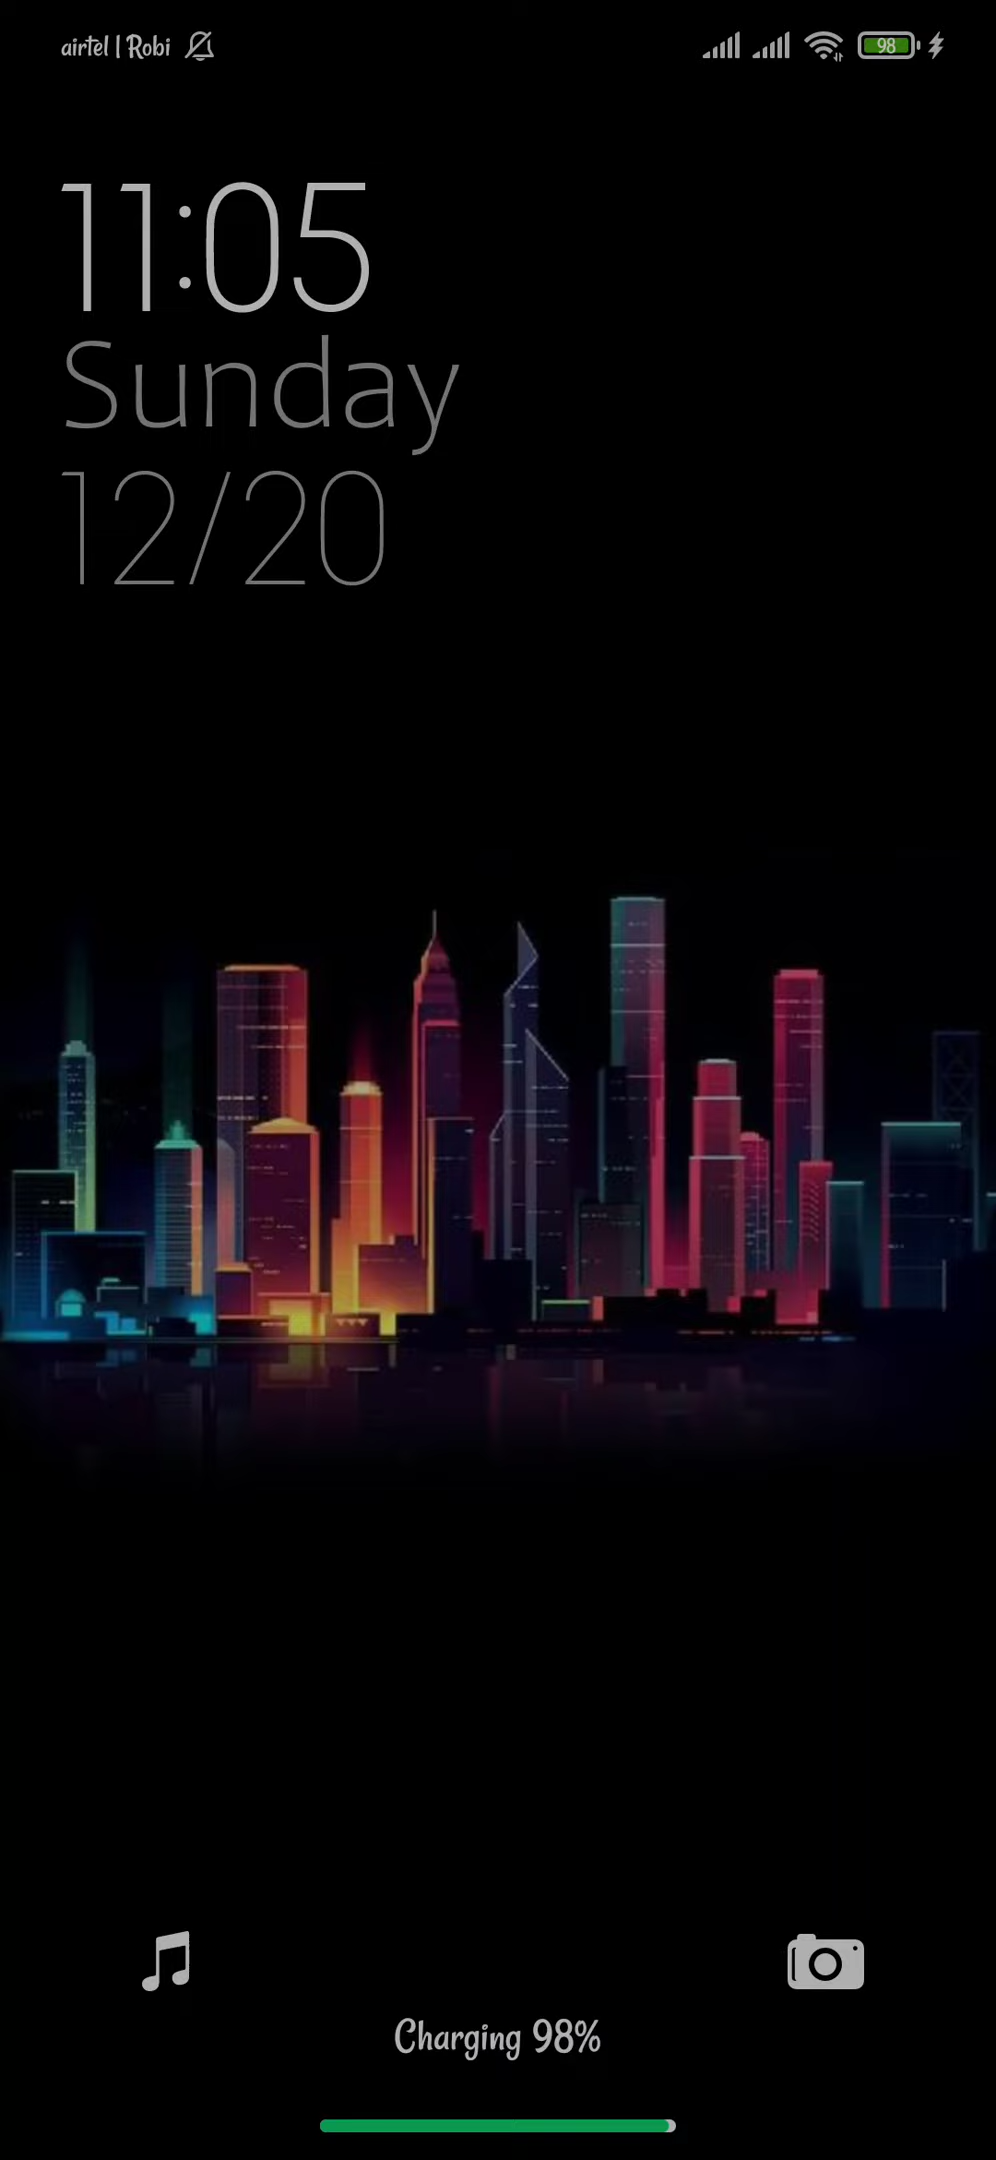 airtel | Robi
98
11:05
Sunday
12/20
Charging 98%